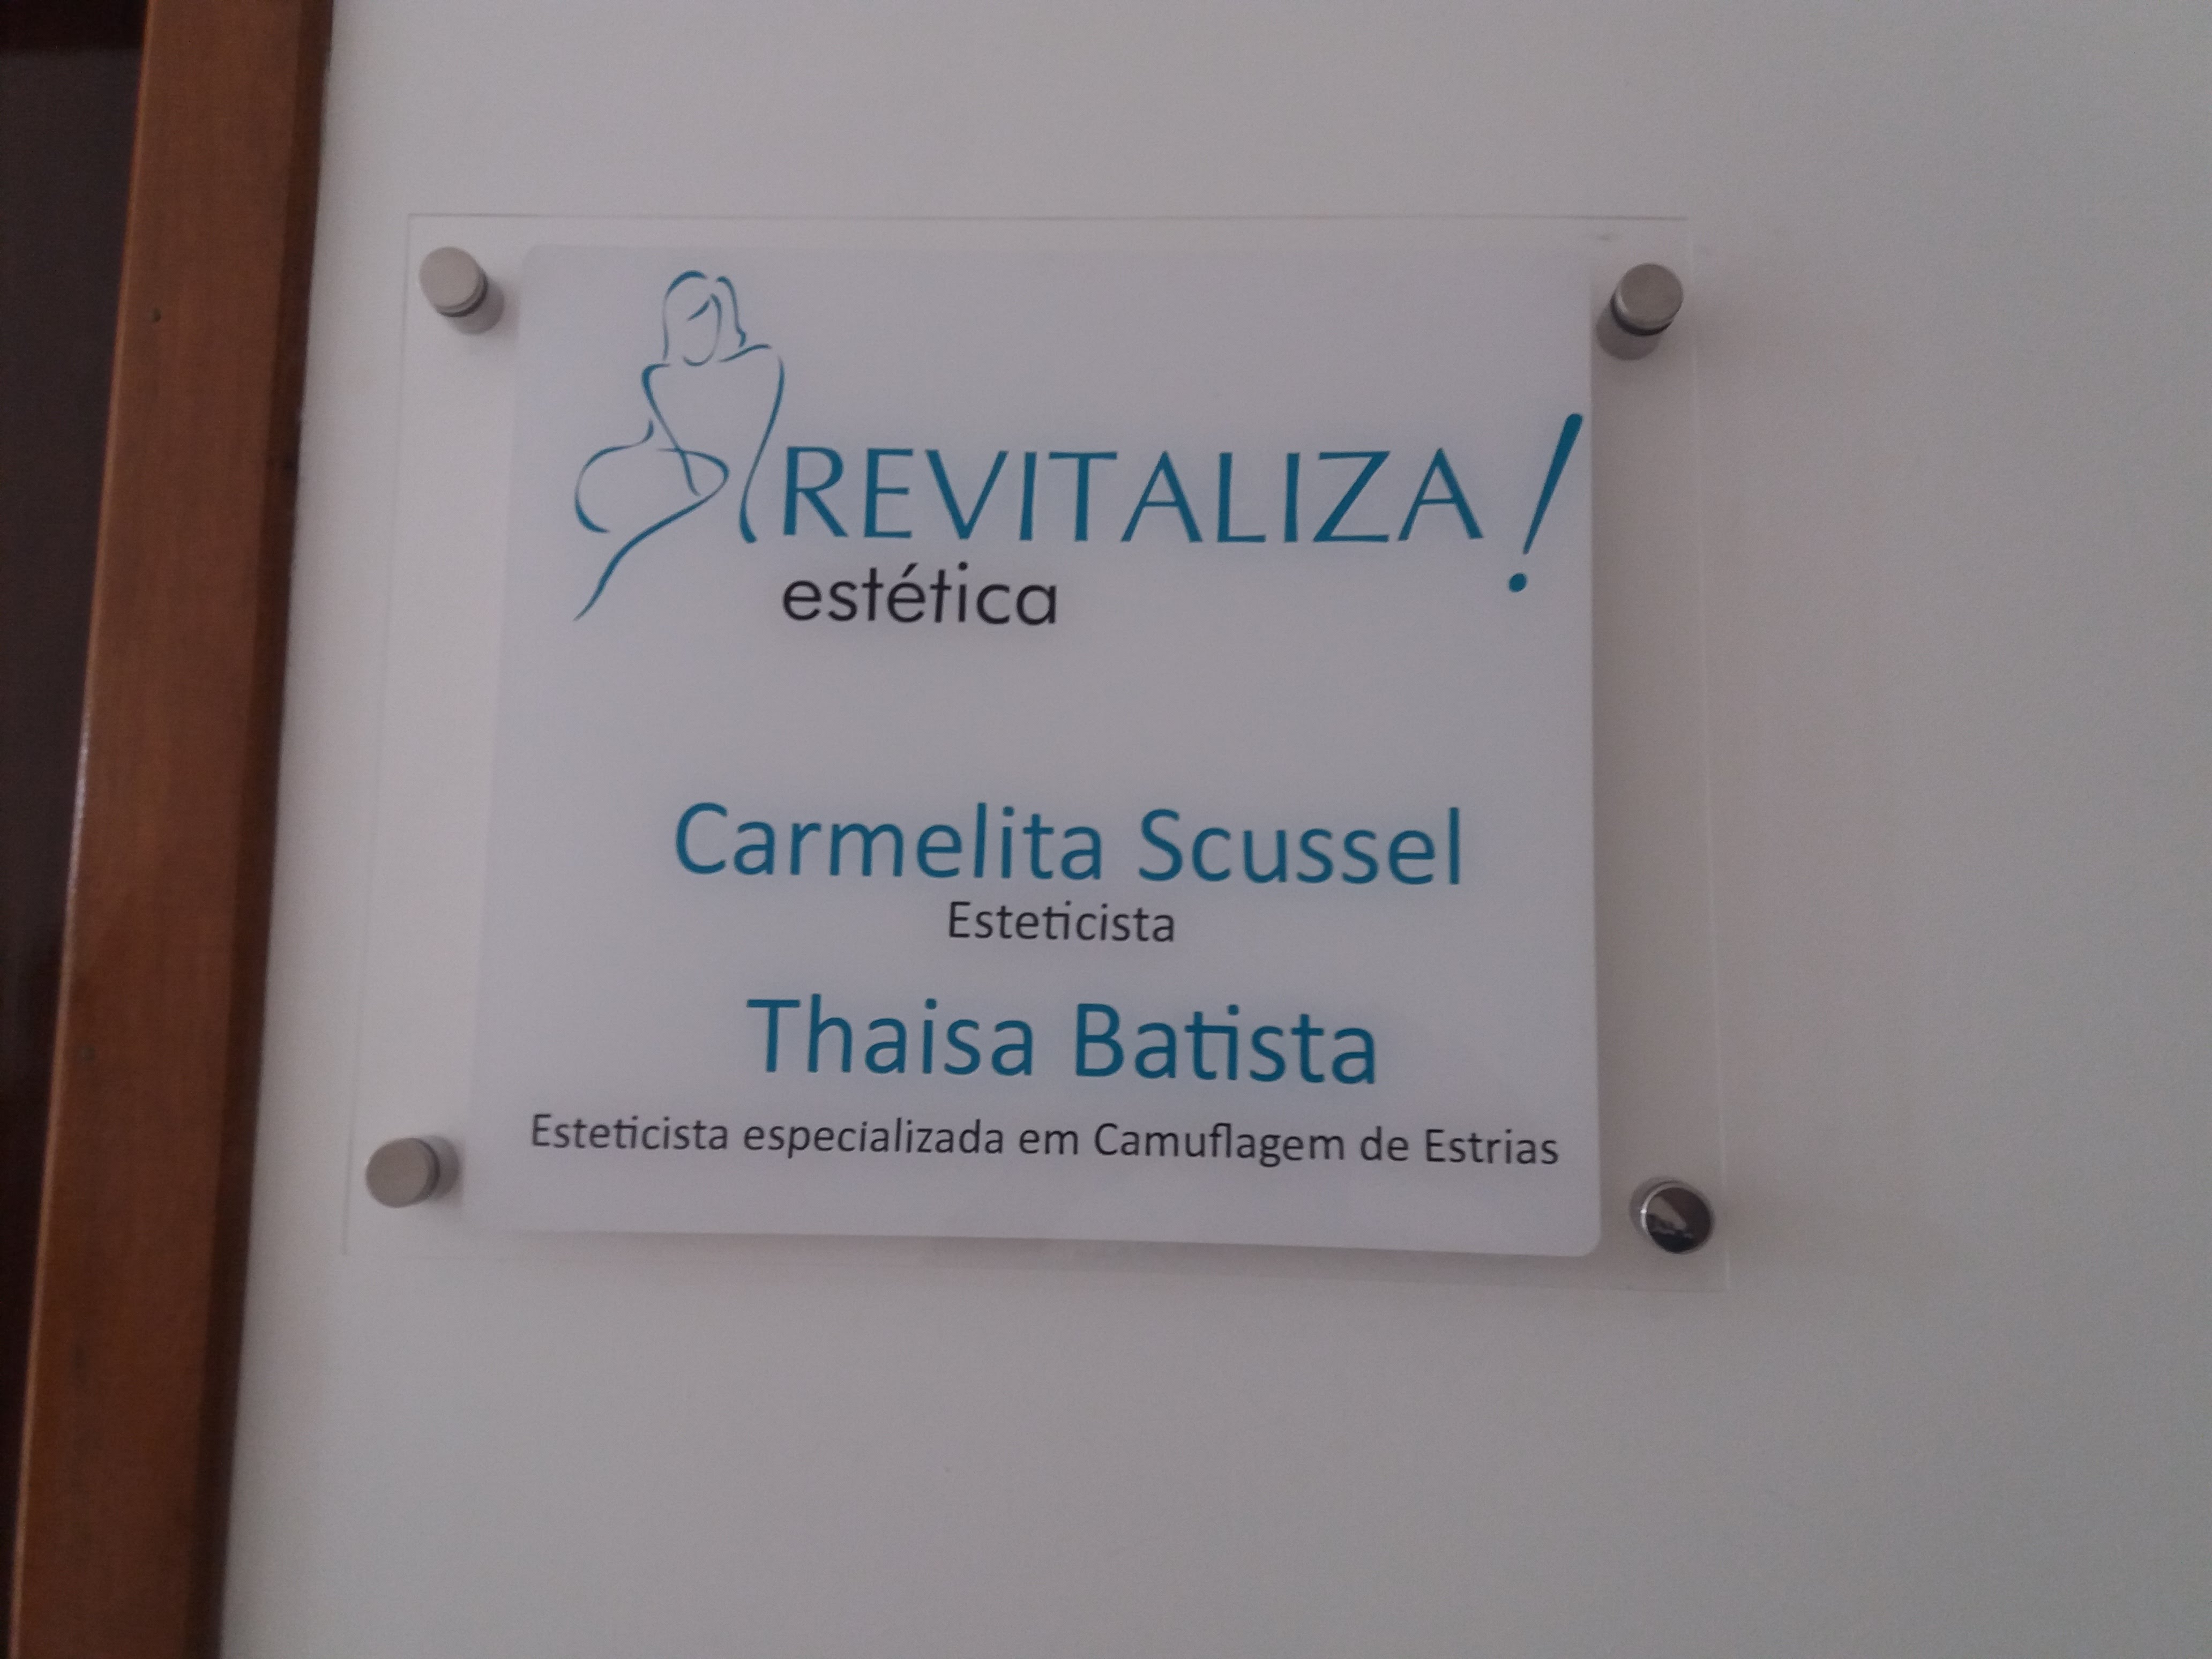 REVITALIZA!
estética
Carmelita Scussel
Esteticista
Thaisa Batista
Esteticista especializada em Camuflagem de Estrias